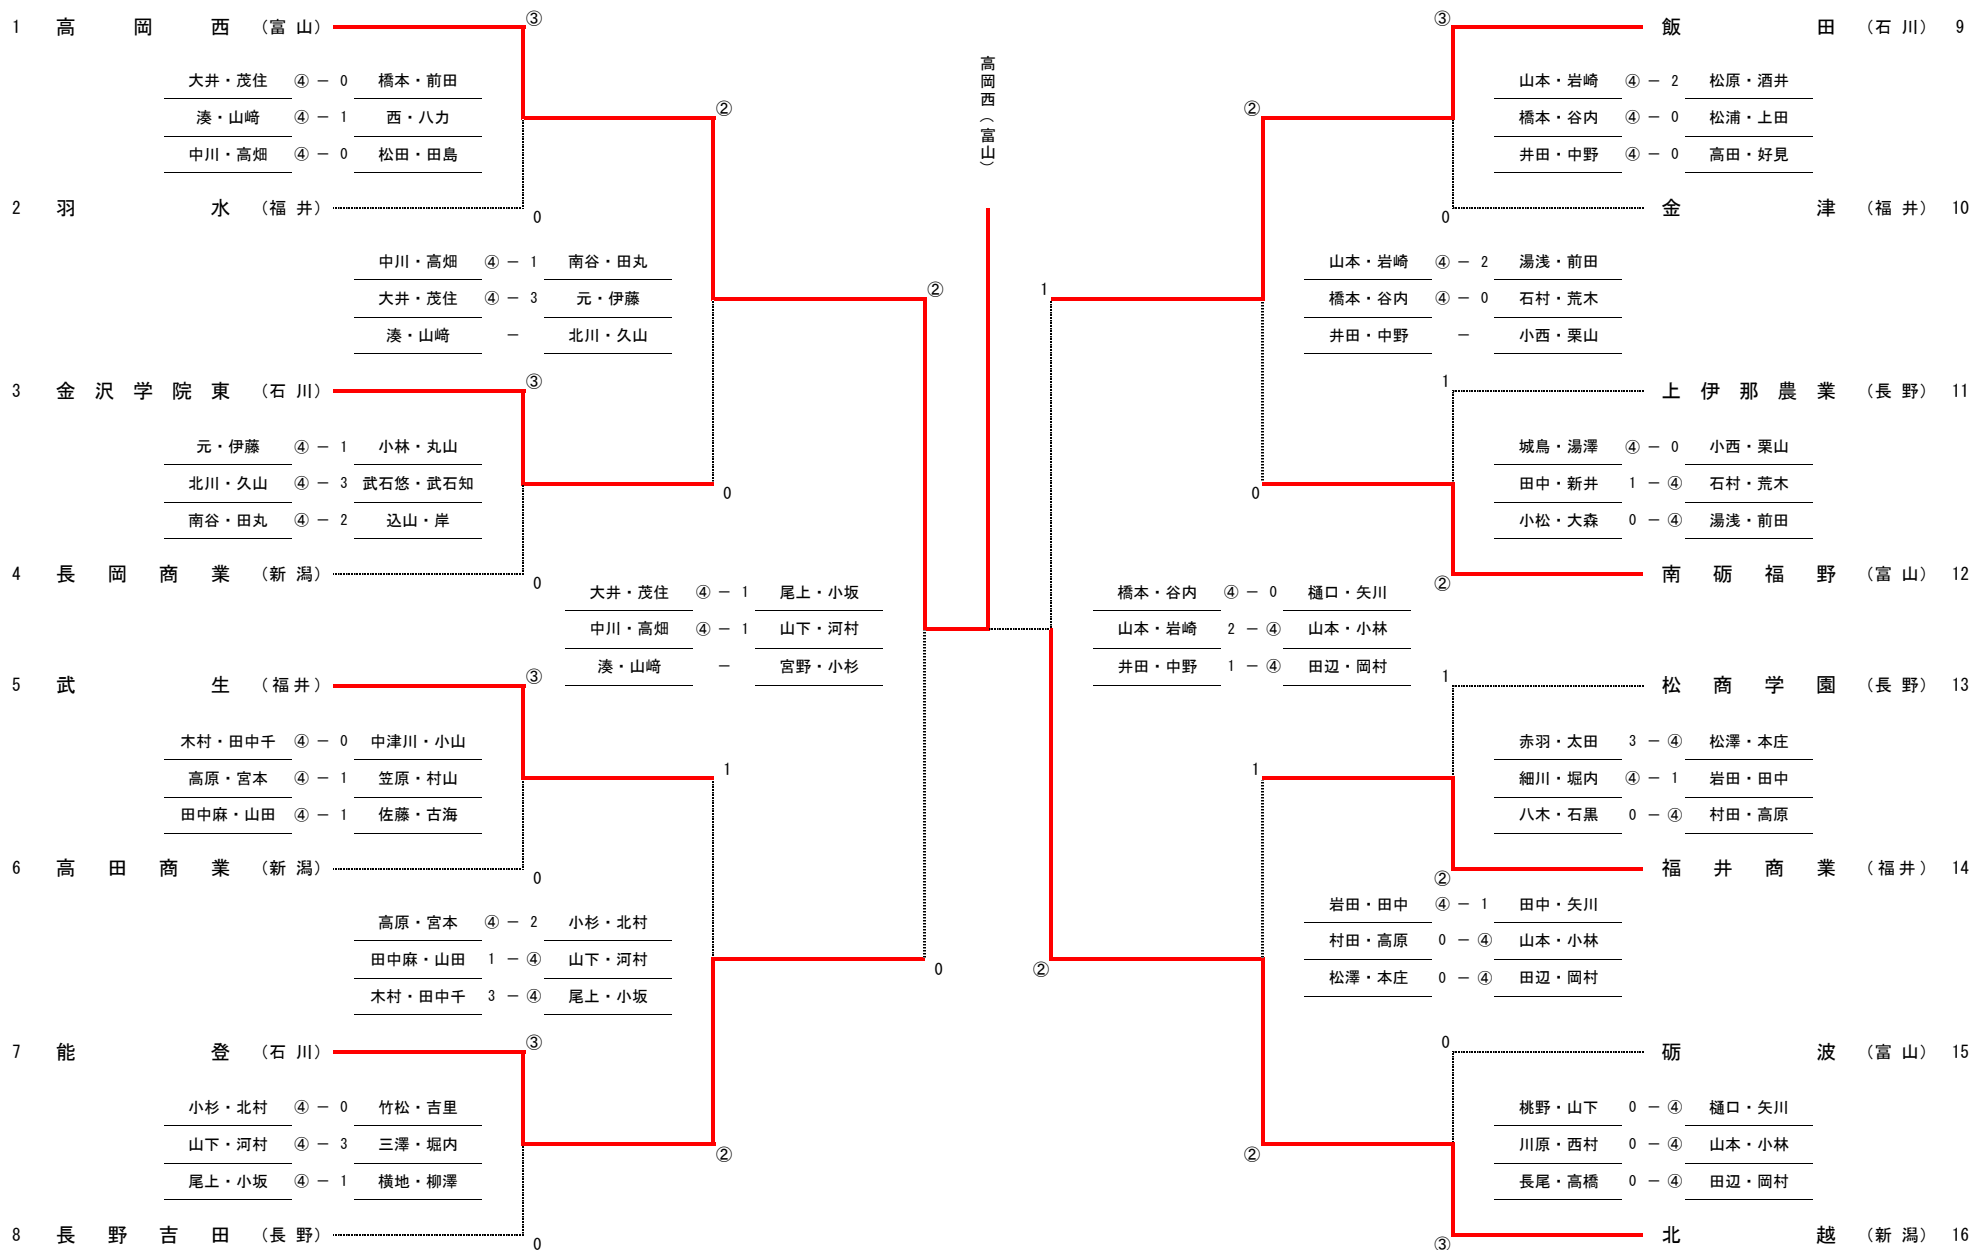 1 高岡西 （富山） ③
大井・茂住 ④ － 0 橋本・前田
湊・山﨑 ④ － 1 西・八力
中川・高畑 ④ － 0 松田・田島
2 羽水 （福井） 0
②
中川・高畑 ④ － 1 南谷・田丸
大井・茂住 ④ － 3 元・伊藤
湊・山﨑 － 北川・久山
3 金沢学院東 （石川） ③
元・伊藤 ④ － 1 小林・丸山
北川・久山 ④ － 3 武石悠・武石知
南谷・田丸 ④ － 2 込山・岸
0
4 長岡商業 （新潟） 0
②
大井・茂住 ④ － 1 尾上・小坂
中川・高畑 ④ － 1 山下・河村
湊・山﨑 － 宮野・小杉
5 武生 （福井） ③
木村・田中千 ④ － 0 中津川・小山
高原・宮本 ④ － 1 笠原・村山
田中麻・山田 ④ － 1 佐藤・古海
1
6 高田商業 （新潟） 0
高原・宮本 ④ － 2 小杉・北村
田中麻・山田 1 － ④ 山下・河村
木村・田中千 3 － ④ 尾上・小坂
0
7 能登 （石川） ③
小杉・北村 ④ － 0 竹松・吉里
山下・河村 ④ － 3 三澤・堀内
尾上・小坂 ④ － 1 横地・柳澤
②
8 長野吉田 （長野） 0
高岡西（富山）
③ 飯田 （石川） 9
山本・岩崎 ④ － 2 松原・酒井
橋本・谷内 ④ － 0 松浦・上田
井田・中野 ④ － 0 高田・好見
②
0 金津 （福井） 10
山本・岩崎 ④ － 2 湯浅・前田
橋本・谷内 ④ － 0 石村・荒木
井田・中野 － 小西・栗山
1
1 上伊那農業 （長野） 11
城鳥・湯澤 ④ － 0 小西・栗山
田中・新井 1 － ④ 石村・荒木
小松・大森 0 － ④ 湯浅・前田
0
② 南砺福野 （富山） 12
橋本・谷内 ④ － 0 樋口・矢川
山本・岩崎 2 － ④ 山本・小林
井田・中野 1 － ④ 田辺・岡村
1 松商学園 （長野） 13
赤羽・太田 3 － ④ 松澤・本庄
細川・堀内 ④ － 1 岩田・田中
八木・石黒 0 － ④ 村田・高原
1
② 福井商業 （福井） 14
岩田・田中 ④ － 1 田中・矢川
村田・高原 0 － ④ 山本・小林
松澤・本庄 0 － ④ 田辺・岡村
②
0 砺波 （富山） 15
桃野・山下 0 － ④ 樋口・矢川
川原・西村 0 － ④ 山本・小林
長尾・高橋 0 － ④ 田辺・岡村
②
③ 北越 （新潟） 16